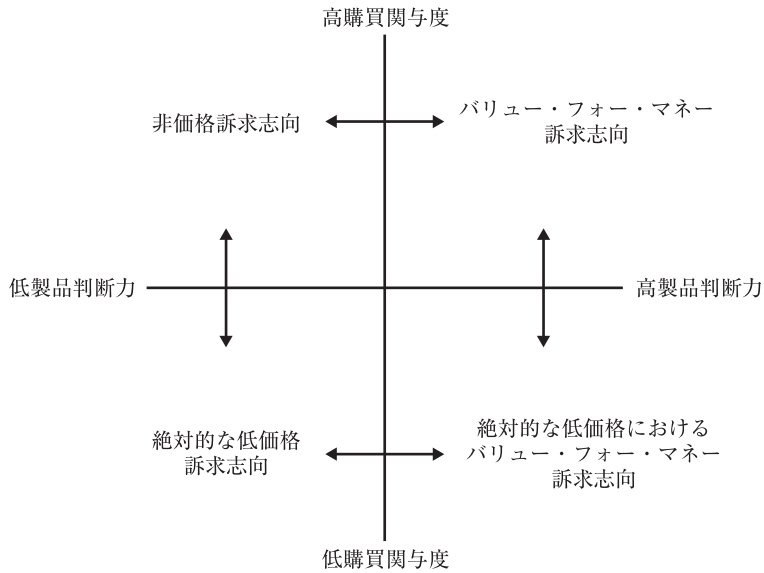 高購買関与度
非価格訴求志向
バリュー・フォー・マネー
訴求志向
低製品判断力
高製品判断力
絶対的な低価格
訴求志向
絶対的な低価格における
バリュー・フォー・マネー
訴求志向
低購買関与度